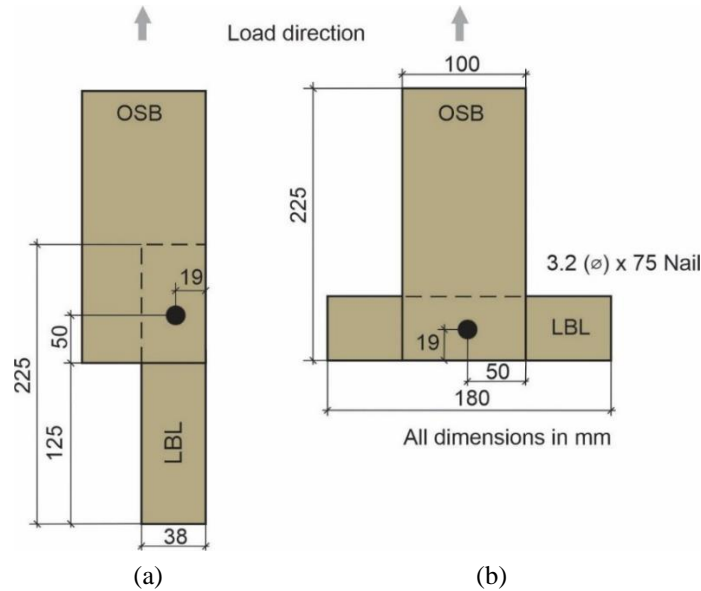 Load direction
OSB
19
50
225
125
LBL
38
(a)
100
OSB
225
3.2 (⌀) x 75 Nail
LBL
19
50
180
All dimensions in mm
(b)